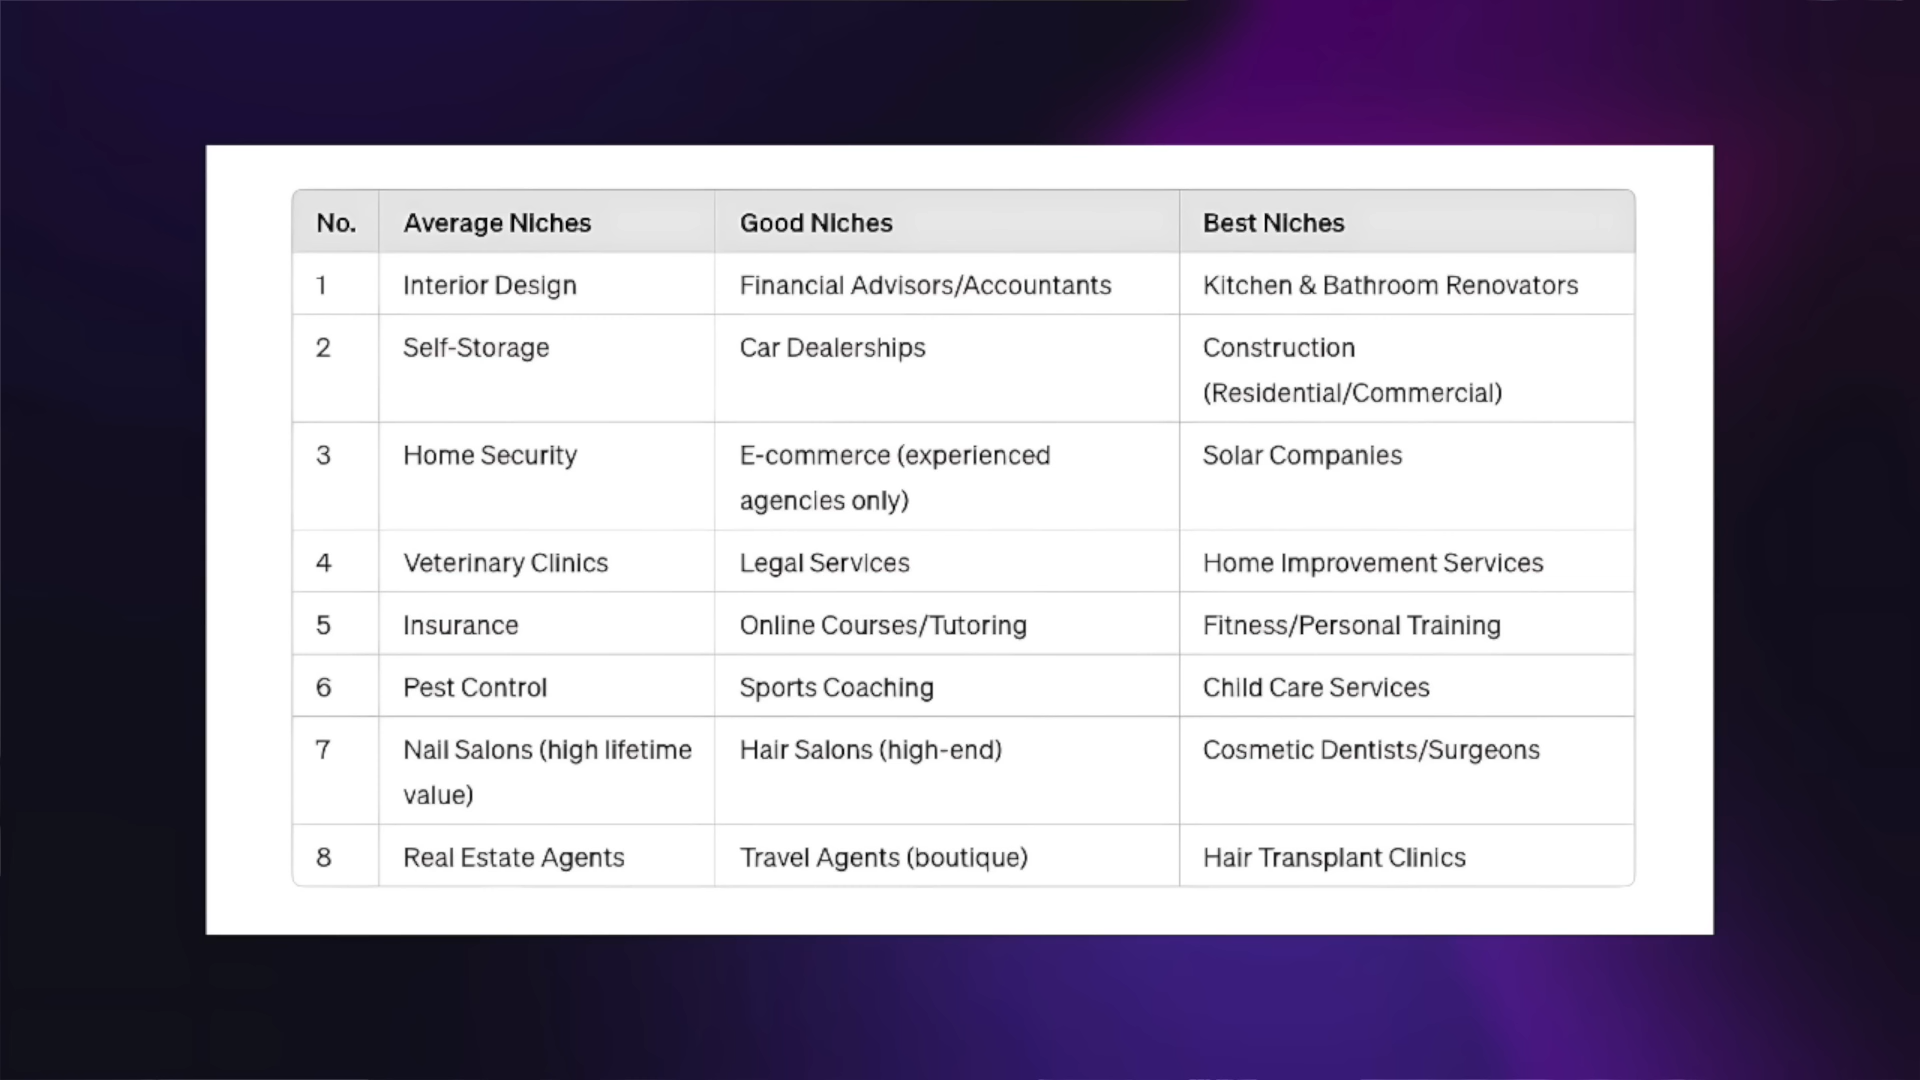 No. Average Niches Good Niches Best Niches
1 Interior Design Financial Advisors/Accountants Kitchen & Bathroom Renovators
2 Self-Storage Car Dealerships Construction
(Residential/Commercial)
3 Home Security E-commerce (experienced Solar Companies
agencies only)
4 Veterinary Clinics Legal Services Home Improvement Services
5 Insurance Online Courses/Tutoring Fitness/Personal Training
6 Pest Control Sports Coaching Child Care Services
7 Nail Salons (high lifetime Hair Salons (high-end) Cosmetic Dentists/Surgeons
value)
8 Real Estate Agents Travel Agents (boutique) Hair Transplant Clinics